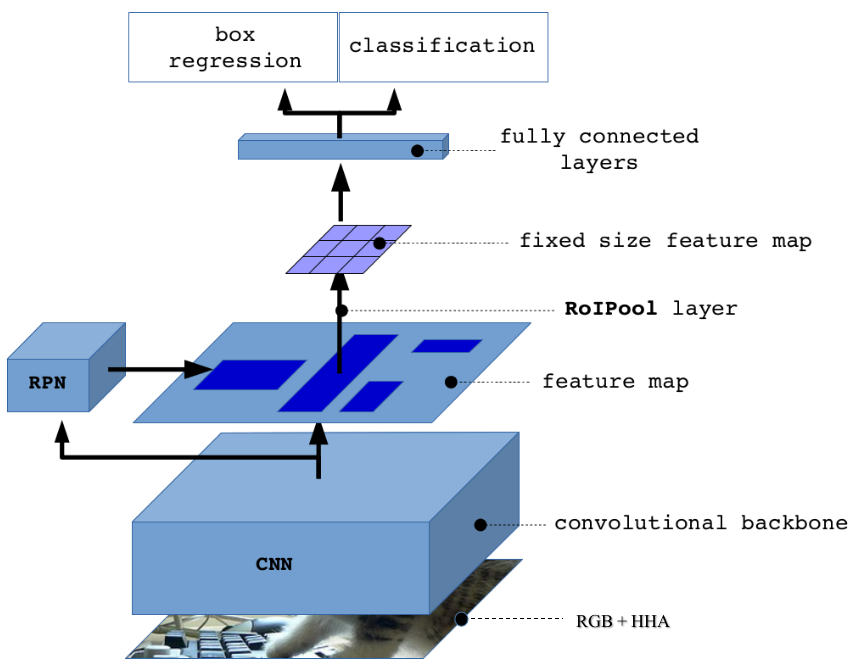 box
regression
classification
fully connected
layers
fixed size feature map
RoIPool layer
RPN
feature map
convolutional backbone
CNN
RGB + HHA